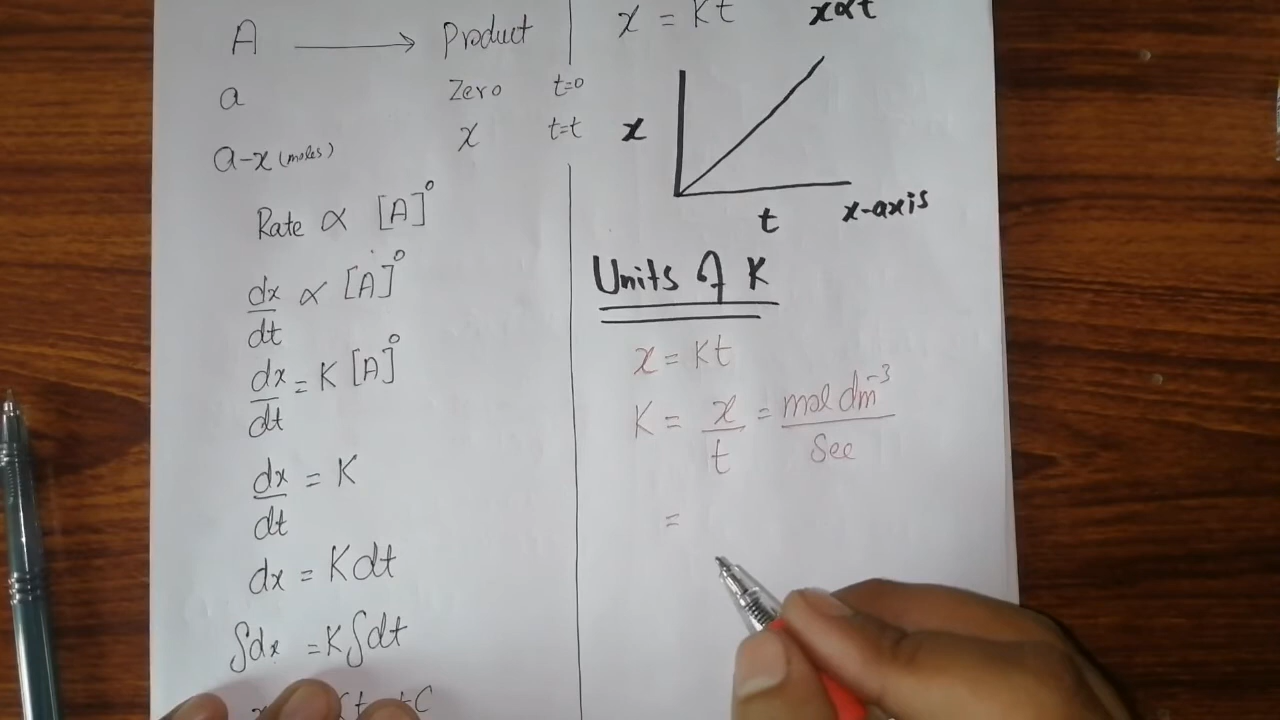 A ⟶ Product
a Zero t=0
a-x (moles) x t=t
Rate ∝ [A]°
dx/dt ∝ [A]°
dx/dt = K [A]°
dx/dt = K
dx = Kdt
∫dx = K∫dt
+C
x = Kt x∝t
x
t x-axis
Units of K
x = Kt
K = x/t = mol dm⁻³/Sec
=